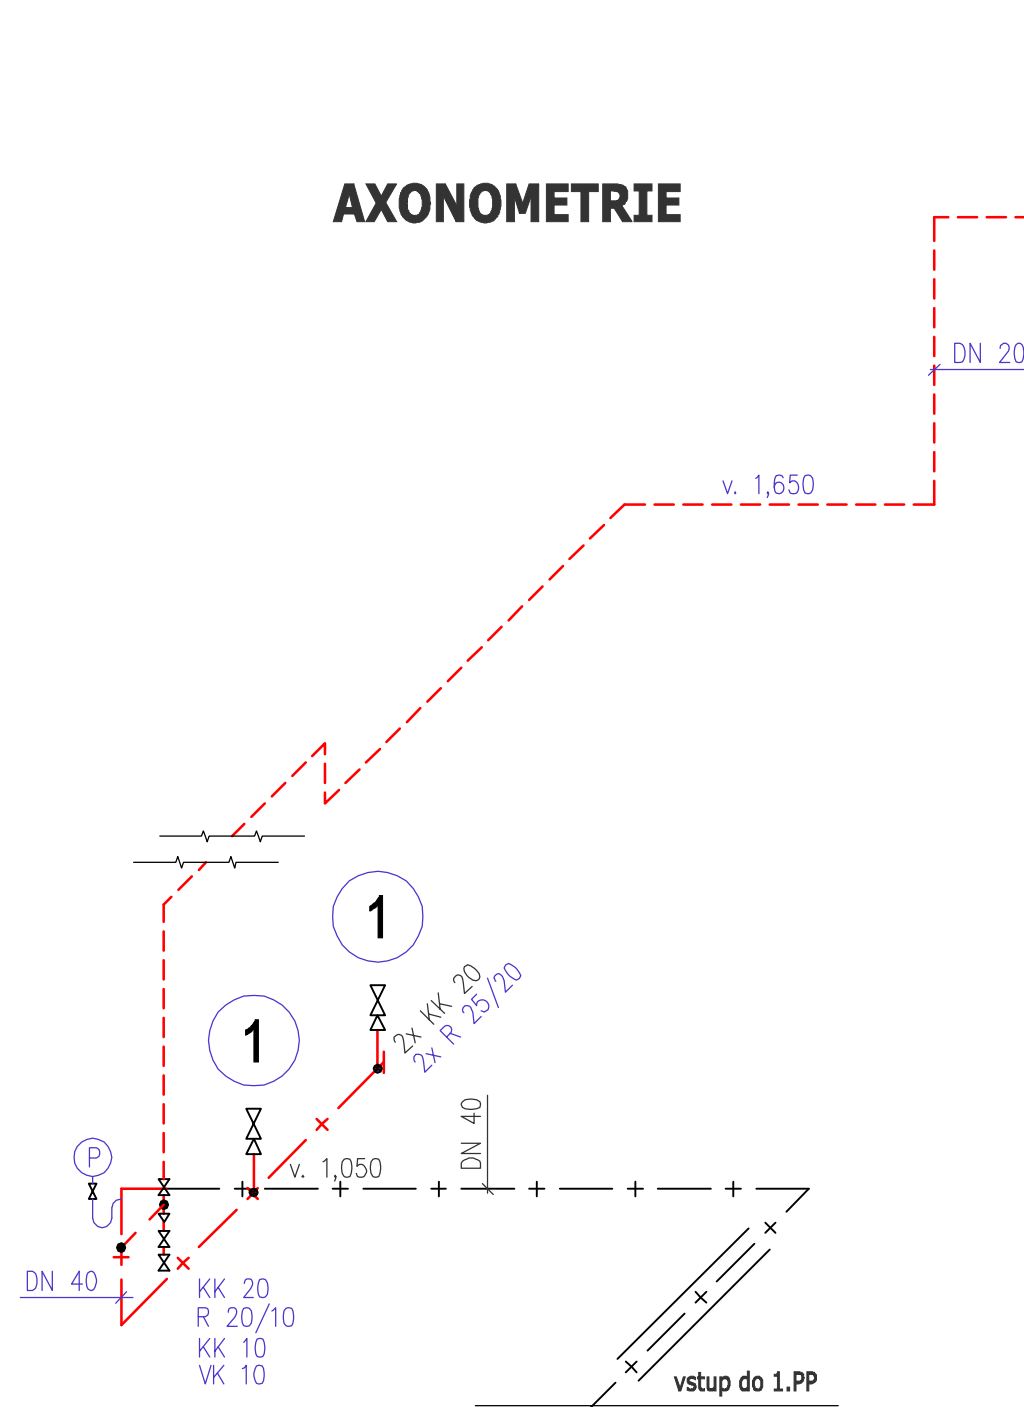 AXONOMETRIE
DN 20
v. 1,650
1
2x KK 20
2x R 25/20
1
DN 40
P
v. 1,050
DN 40
KK 20
R 20/10
KK 10
VK 10
vstup do 1.PP